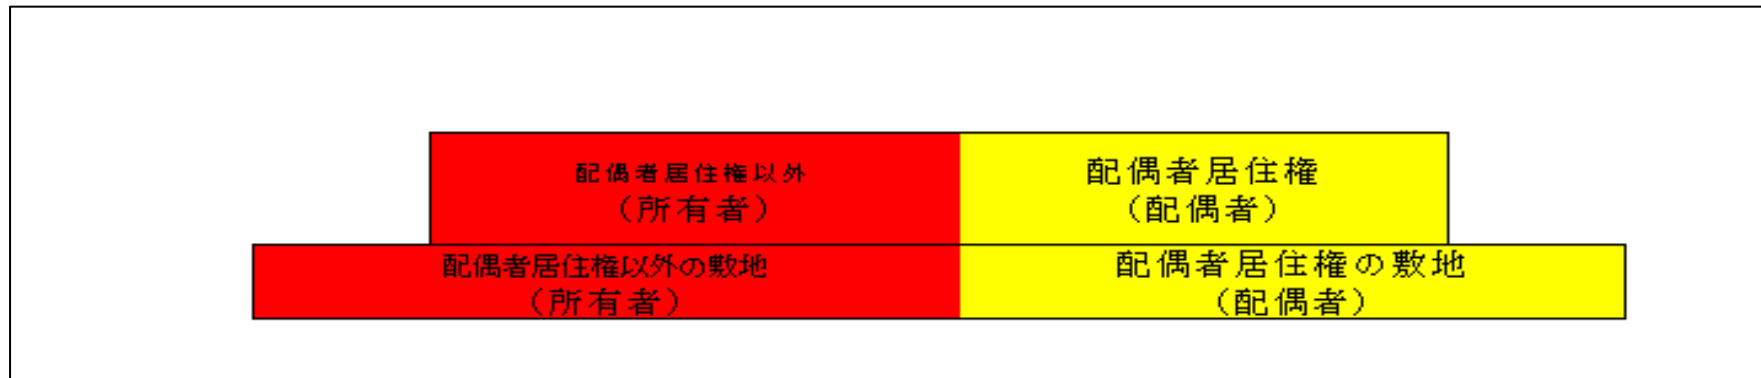 配偶者居住権以外
（所有者）
配偶者居住権
（配偶者）
配偶者居住権以外の敷地
（所有者）
配偶者居住権の敷地
（配偶者）